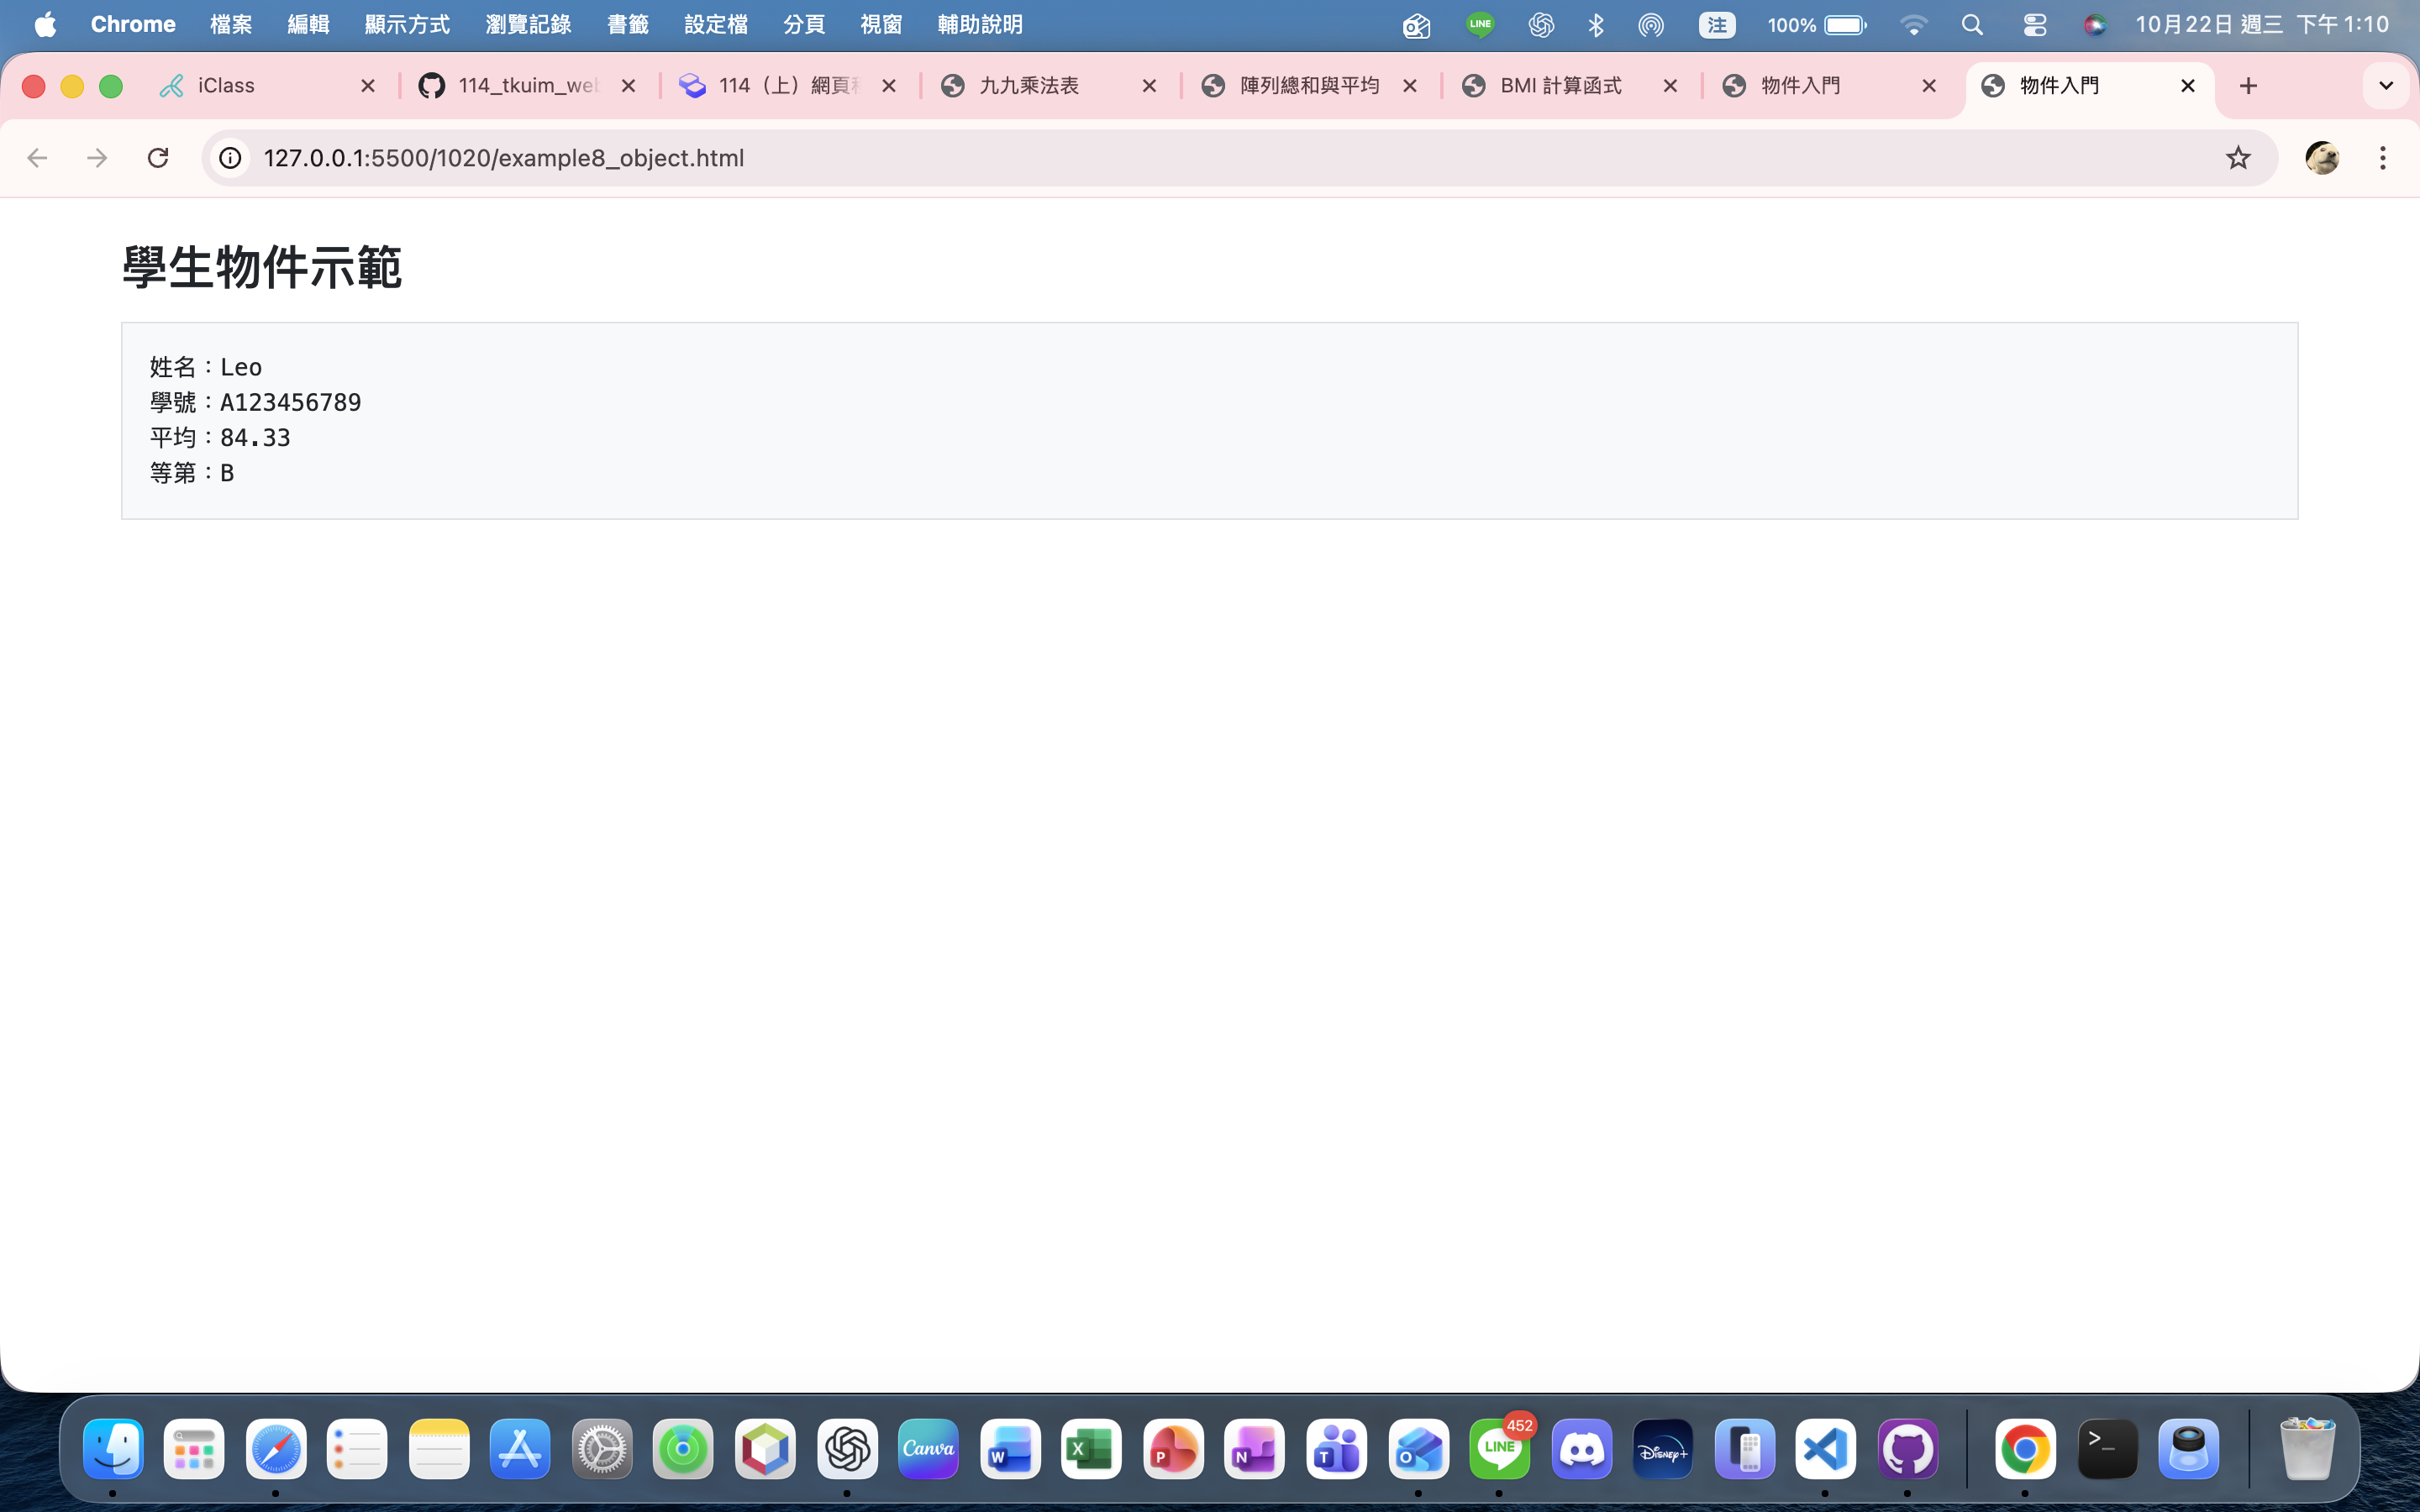 Chrome 檔案 編輯 顯示方式 瀏覽記錄 書籤 設定檔 分頁 視窗 輔助說明 LINE 注 100% 10月22日 週三 下午 1:10
iClass 114_tkuim_web 114（上）網頁 九九乘法表 陣列總和與平均 BMI 計算函式 物件入門 物件入門
127.0.0.1:5500/1020/example8_object.html
學生物件示範
姓名：Leo
學號：A123456789
平均：84.33
等第：B
Canva W X P N T O LINE 452 Disney+ >_